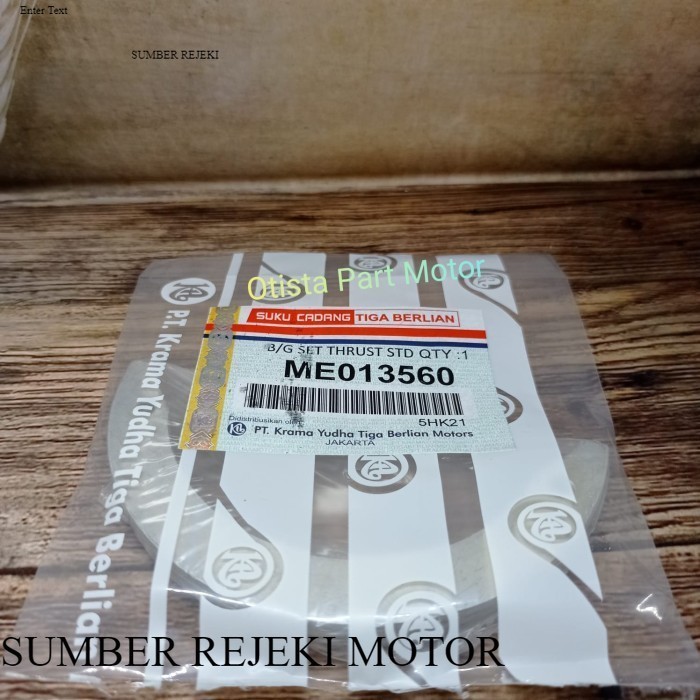 Enter Text
SUMBER REJEKI
Otista Part Motor
SUKU CADANG TIGA BERLIAN
B/G SET THRUST STD QTY :1
ME013560
5HK21
Didistribusikan oleh:
PT. Krama Yudha Tiga Berlian Motors
JAKARTA
PT. Krama Yudha Tiga Berlian
SUMBER REJEKI MOTOR